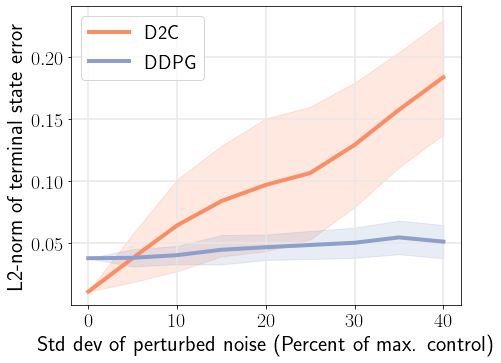 D2C
DDPG
L2-norm of terminal state error
0.20
0.15
0.10
0.05
0 10 20 30 40
Std dev of perturbed noise (Percent of max. control)